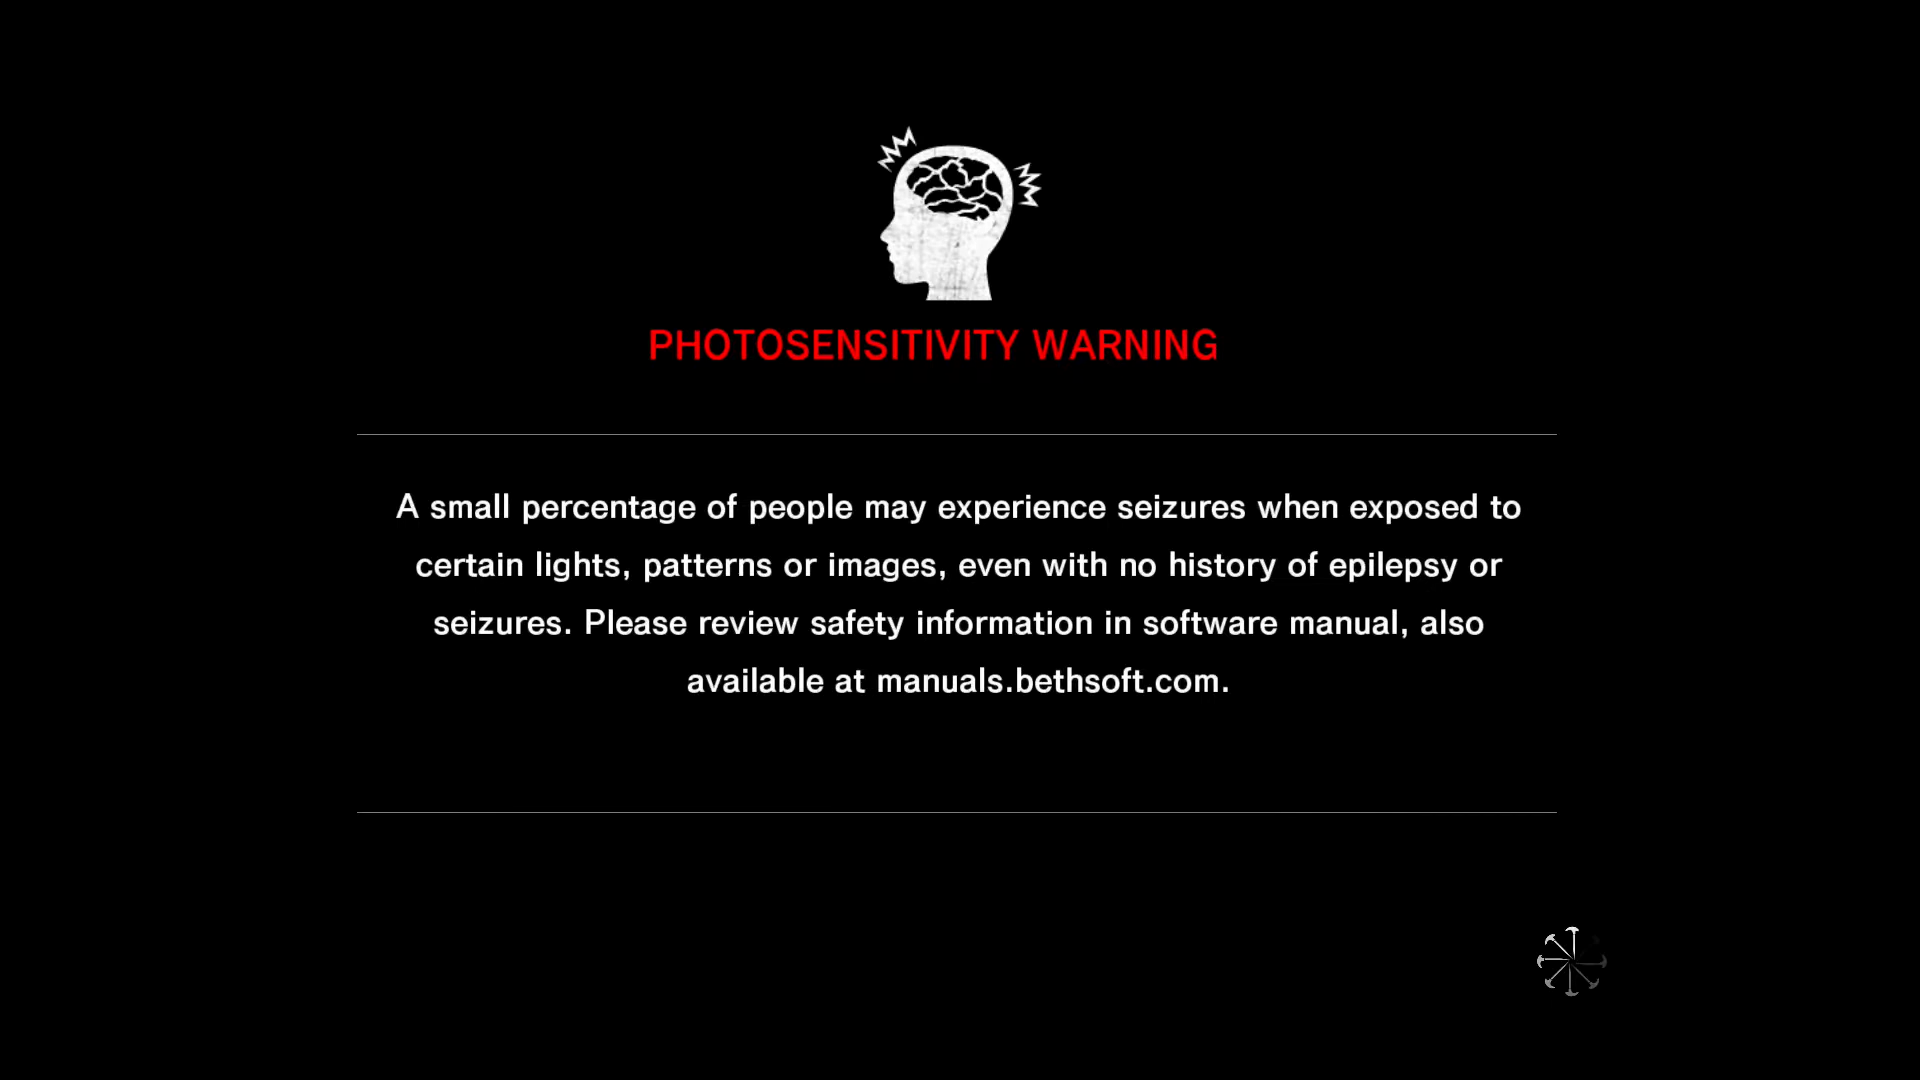 PHOTOSENSITIVITY WARNING
A small percentage of people may experience seizures when exposed to
certain lights, patterns or images, even with no history of epilepsy or
seizures. Please review safety information in software manual, also
available at manuals.bethsoft.com.